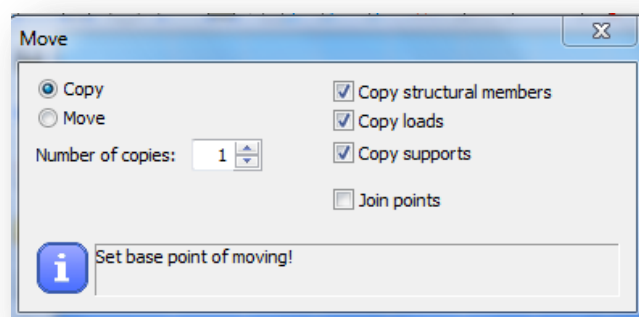 Move
Copy
Move
Number of copies: 1
Copy structural members
Copy loads
Copy supports
Join points
Set base point of moving!